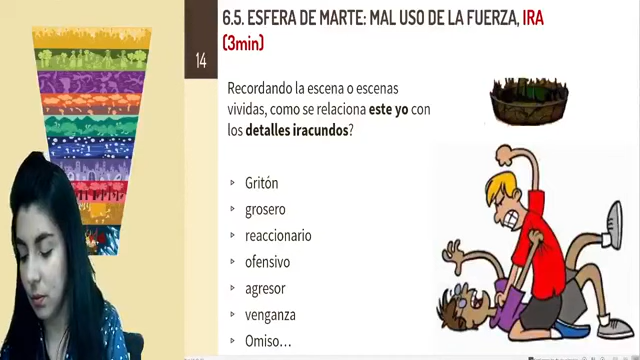 6.5. ESFERA DE MARTE: MAL USO DE LA FUERZA, IRA
(3min)
14
Recordando la escena o escenas
vividas, como se relaciona este yo con
los detalles iracundos?
Gritón
grosero
reaccionario
ofensivo
agresor
venganza
Omiso...